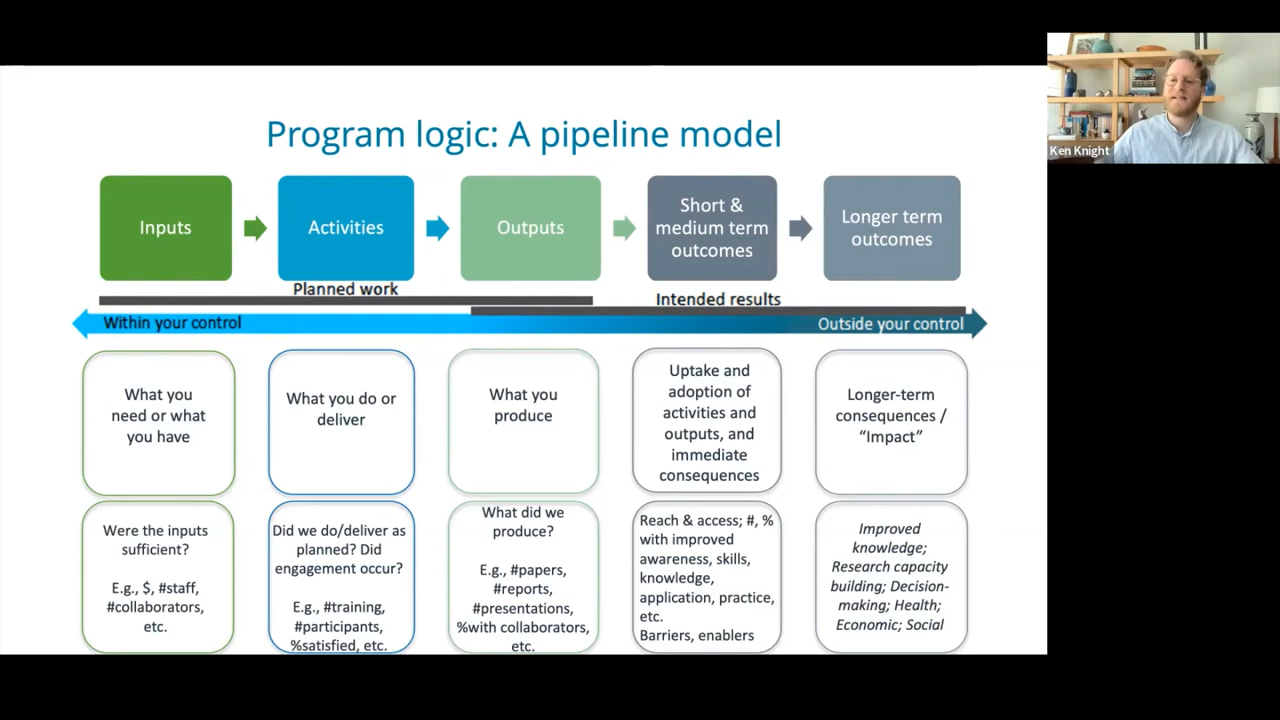 Program logic: A pipeline model
Inputs
Activities
Outputs
Short &
medium term
outcomes
Longer term
outcomes
Planned work
Intended results
Within your control
Outside your control
What you
need or what
you have
What you do or
deliver
What you
produce
Uptake and
adoption of
activities and
outputs, and
immediate
consequences
Longer-term
consequences /
“Impact”
Were the inputs
sufficient?
E.g., $, #staff,
#collaborators,
etc.
Did we do/deliver as
planned? Did
engagement occur?
E.g., #training,
#participants,
%satisfied, etc.
What did we
produce?
E.g., #papers,
#reports,
#presentations,
%with collaborators,
etc.
Reach & access; #, %
with improved
awareness, skills,
knowledge,
application, practice,
etc.
Barriers, enablers
Improved
knowledge;
Research capacity
building; Decision-
making; Health;
Economic; Social
Ken Knight